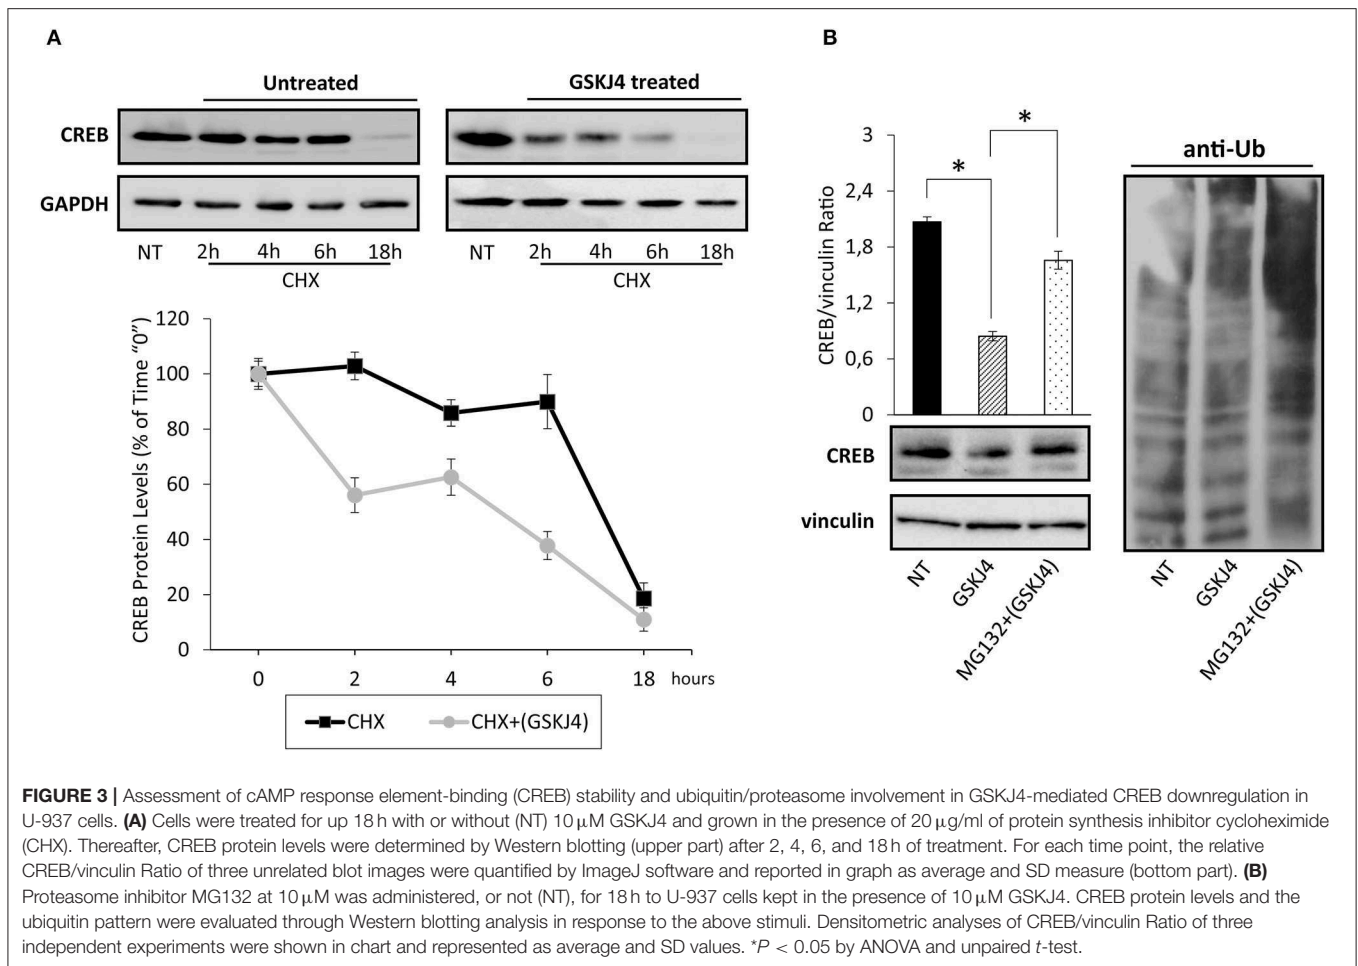 A
Untreated
GSKJ4 treated
CREB
GAPDH
NT 2h 4h 6h 18h NT 2h 4h 6h 18h
CHX CHX
CREB Protein Levels (% of Time “0”)
120
100
80
60
40
20
0
0 2 4 6 18 hours
CHX CHX+(GSKJ4)
B
*
*
CREB/vinculin Ratio
3
2,4
1,8
1,2
0,6
0
CREB
vinculin
NT
GSKJ4
MG132+(GSKJ4)
anti-Ub
NT
GSKJ4
MG132+(GSKJ4)
FIGURE 3 | Assessment of cAMP response element-binding (CREB) stability and ubiquitin/proteasome involvement in GSKJ4-mediated CREB downregulation in
U-937 cells. (A) Cells were treated for up 18 h with or without (NT) 10 μM GSKJ4 and grown in the presence of 20 μg/ml of protein synthesis inhibitor cycloheximide
(CHX). Thereafter, CREB protein levels were determined by Western blotting (upper part) after 2, 4, 6, and 18 h of treatment. For each time point, the relative
CREB/vinculin Ratio of three unrelated blot images were quantified by ImageJ software and reported in graph as average and SD measure (bottom part). (B)
Proteasome inhibitor MG132 at 10 μM was administered, or not (NT), for 18 h to U-937 cells kept in the presence of 10 μM GSKJ4. CREB protein levels and the
ubiquitin pattern were evaluated through Western blotting analysis in response to the above stimuli. Densitometric analyses of CREB/vinculin Ratio of three
independent experiments were shown in chart and represented as average and SD values. *P < 0.05 by ANOVA and unpaired t-test.